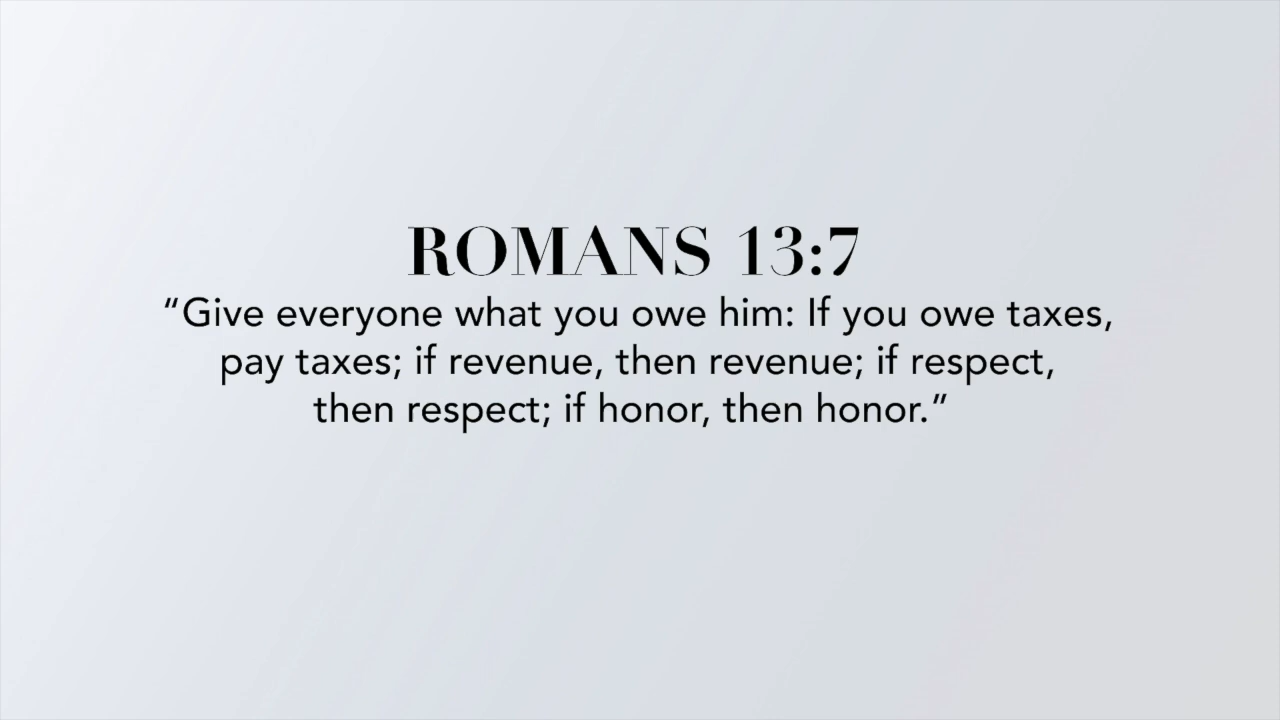 ROMANS 13:7
“Give everyone what you owe him: If you owe taxes,
pay taxes; if revenue, then revenue; if respect,
then respect; if honor, then honor.”